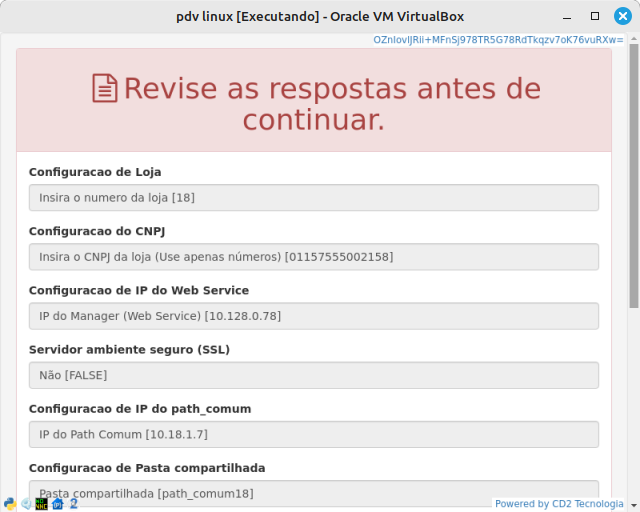 pdv linux [Executando] - Oracle VM VirtualBox
OZnIovIJRIi+MFnSj978TR5G78RdTkqzv7oK76vuRXw=
Revise as respostas antes de
continuar.
Configuracao de Loja
Insira o numero da loja [18]
Configuracao do CNPJ
Insira o CNPJ da loja (Use apenas números) [01157555002158]
Configuracao de IP do Web Service
IP do Manager (Web Service) [10.128.0.78]
Servidor ambiente seguro (SSL)
Não [FALSE]
Configuracao de IP do path_comum
IP do Path Comum [10.18.1.7]
Configuracao de Pasta compartilhada
Pasta compartilhada [path_comum18]
Powered by CD2 Tecnologia